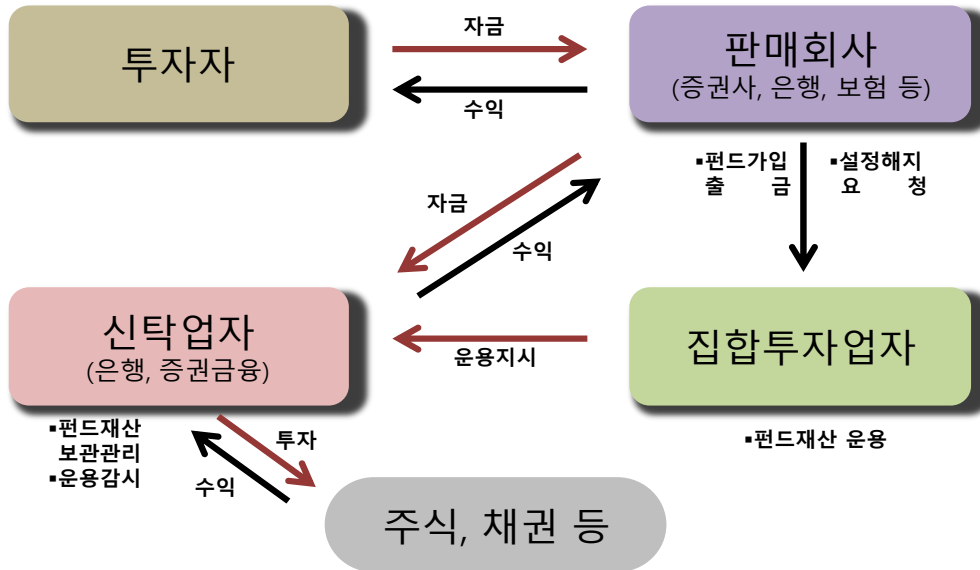 투자자
자금
수익
판매회사
(증권사, 은행, 보험 등)
▪펀드가입
출 금
▪설정해지
요 청
자금
수익
신탁업자
(은행, 증권금융)
운용지시
집합투자업자
▪펀드재산
보관관리
▪운용감시
투자
수익
▪펀드재산 운용
주식, 채권 등